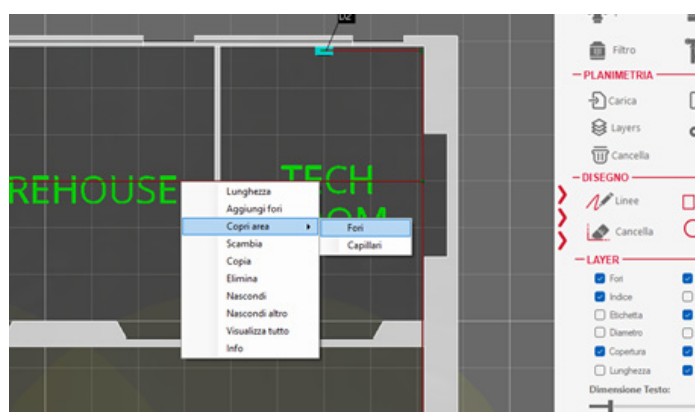 D2
REHOUSE
TECH
OM
Lunghezza
Aggiungi fori
Copri area
Scambia
Copia
Elimina
Nascondi
Nascondi altro
Visualizza tutto
Info
Fori
Capillari
Filtro
PLANIMETRIA
Carica
Layers
Cancella
DISEGNO
Linee
Cancella
LAYER
Fori
Indice
Etichetta
Diametro
Copertura
Lunghezza
Dimensione Testo: